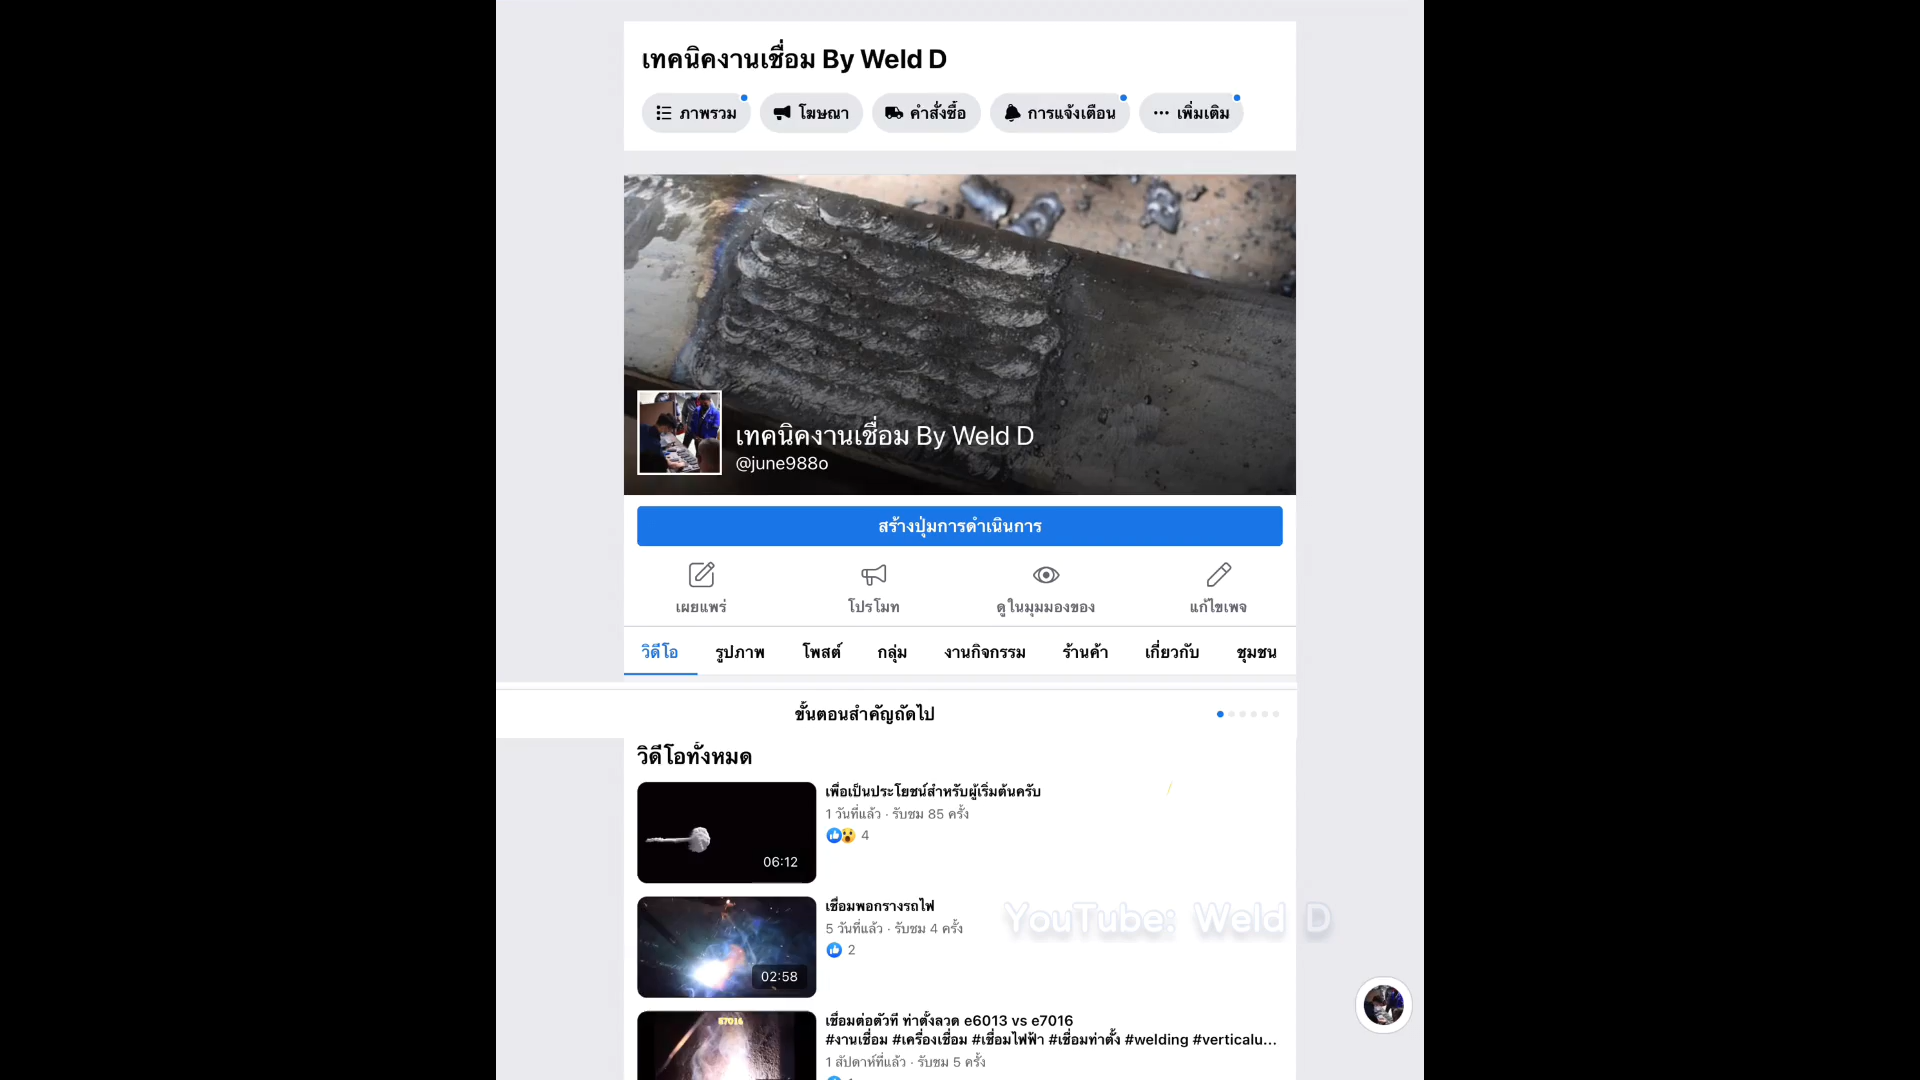 เทคนิคงานเชื่อม By Weld D
ภาพรวม โฆษณา คำสั่งซื้อ การแจ้งเตือน เพิ่มเติม
เทคนิคงานเชื่อม By Weld D
@june988o
สร้างปุ่มการดำเนินการ
เผยแพร่ โปรโมท ดูในมุมมองของ แก้ไขเพจ
วิดีโอ รูปภาพ โพสต์ กลุ่ม งานกิจกรรม ร้านค้า เกี่ยวกับ ชุมชน
ขั้นตอนสำคัญถัดไป
วิดีโอทั้งหมด
เพื่อเป็นประโยชน์สำหรับผู้เริ่มต้นครับ
1 วันที่แล้ว · รับชม 85 ครั้ง
4
06:12
เชื่อมพอกรางรถไฟ
5 วันที่แล้ว · รับชม 4 ครั้ง
2
02:58
YouTube: Weld D
เชื่อมต่อตัวที ท่าตั้งลวด e6013 vs e7016
#งานเชื่อม #เครื่องเชื่อม #เชื่อมไฟฟ้า #เชื่อมท่าตั้ง #welding #verticalu...
1 สัปดาห์ที่แล้ว · รับชม 5 ครั้ง